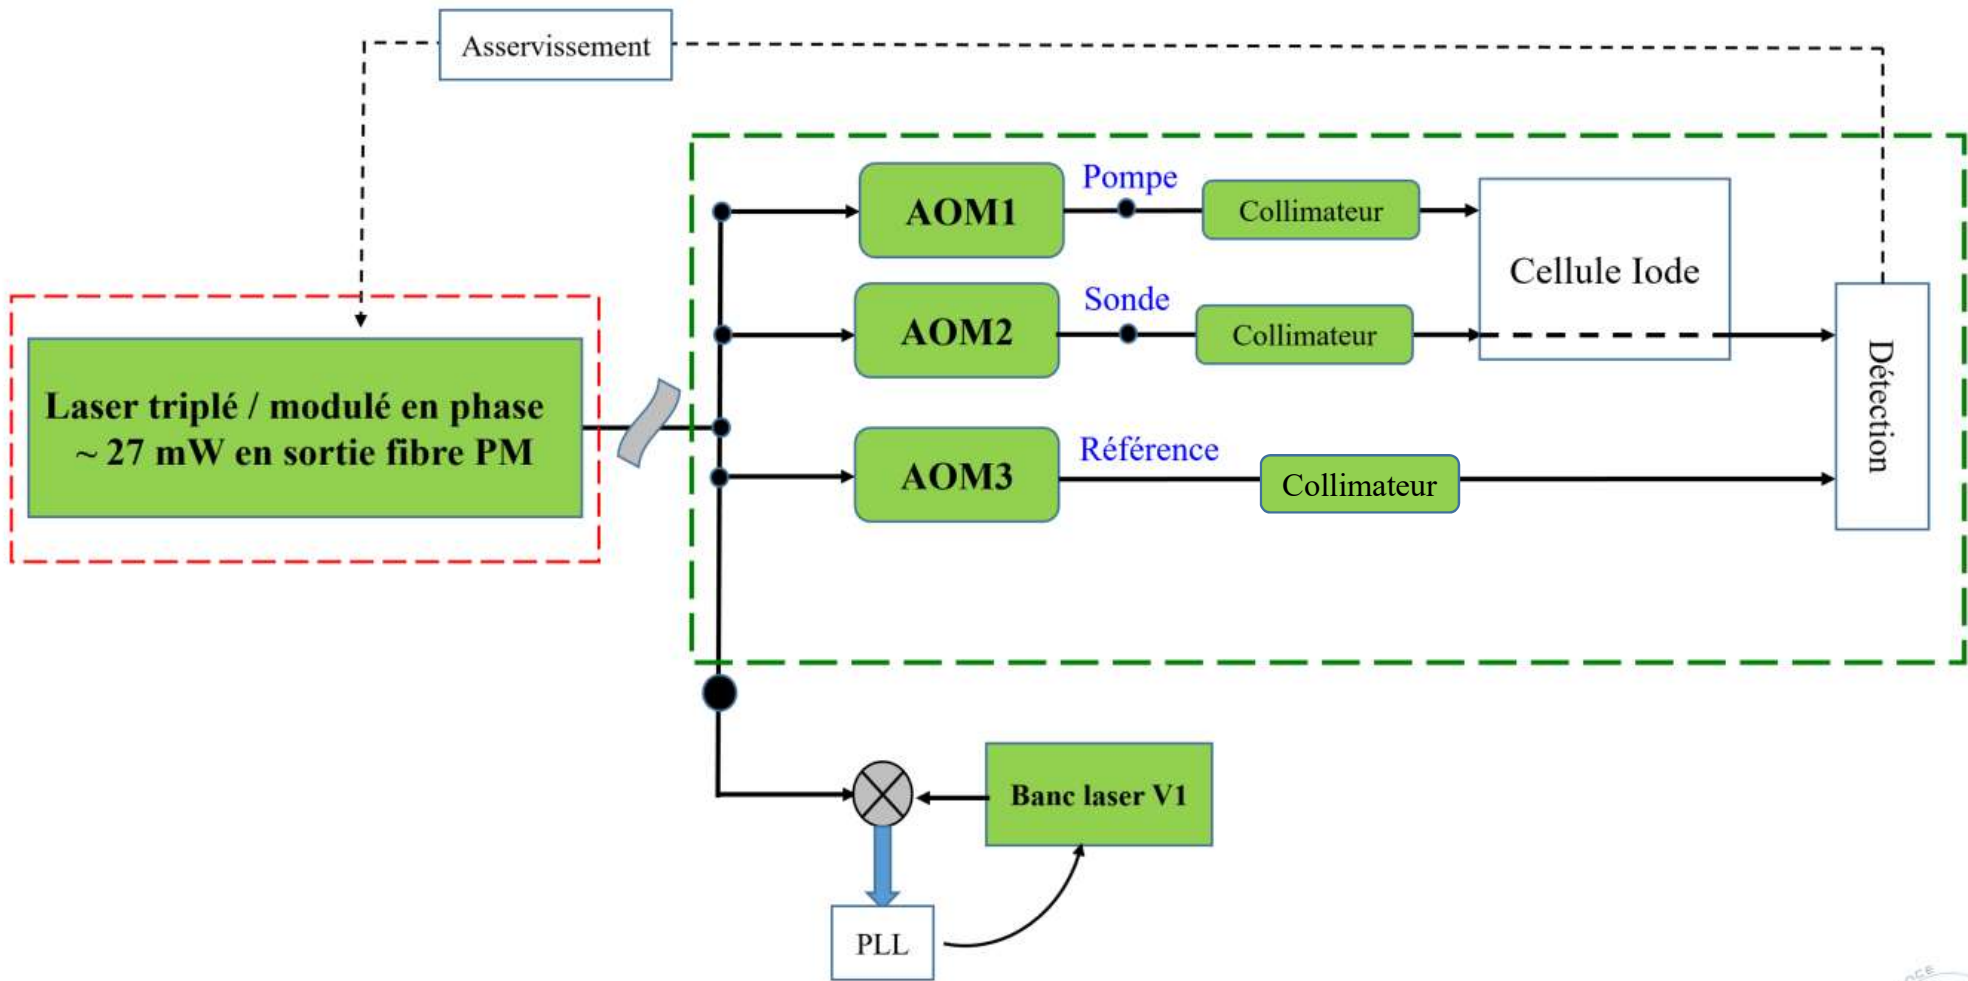 Asservissement
AOM1
Pompe
Collimateur
Cellule Iode
AOM2
Sonde
Collimateur
Détection
Laser triplé / modulé en phase
~ 27 mW en sortie fibre PM
AOM3
Référence
Collimateur
Banc laser V1
PLL